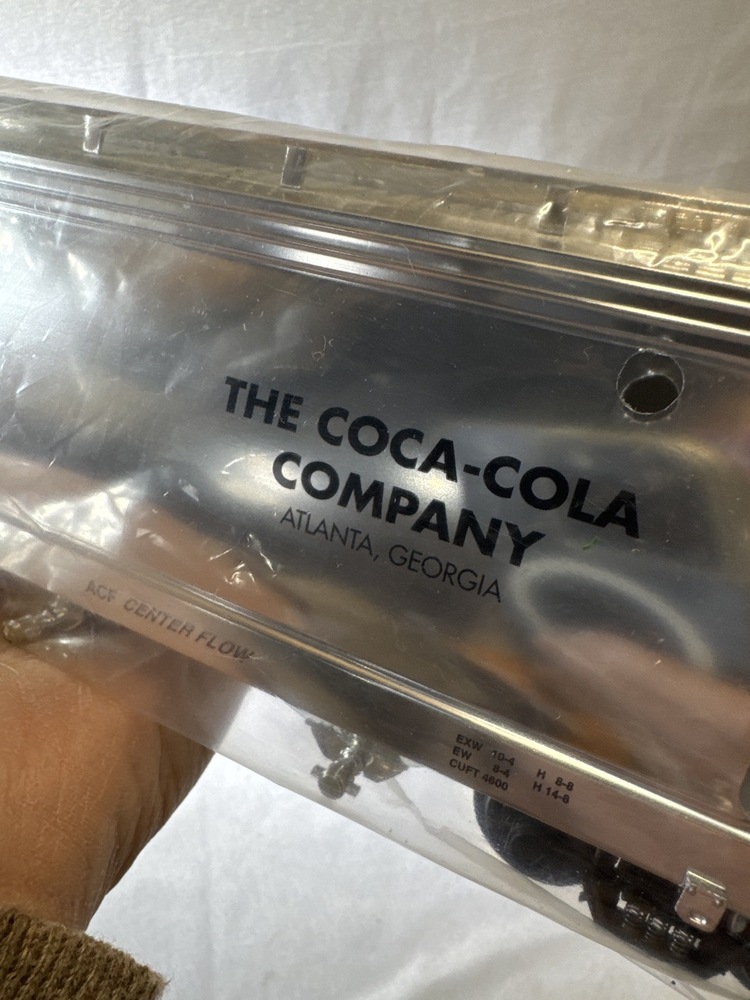 THE COCA-COLA
COMPANY
ATLANTA, GEORGIA
ACF CENTER FLOW
EXW 10-4 H 8-8
EW 8-4 H 14-8
CUFT 4600